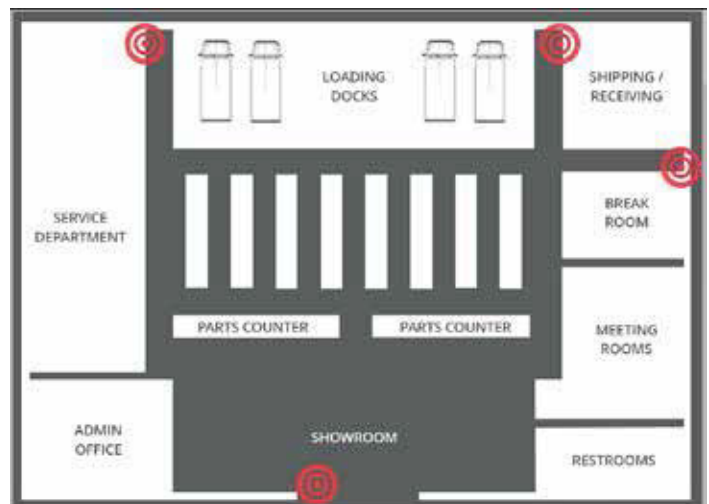 LOADING
DOCKS
SHIPPING /
RECEIVING
SERVICE
DEPARTMENT
BREAK
ROOM
PARTS COUNTER
PARTS COUNTER
MEETING
ROOMS
ADMIN
OFFICE
SHOWROOM
RESTROOMS